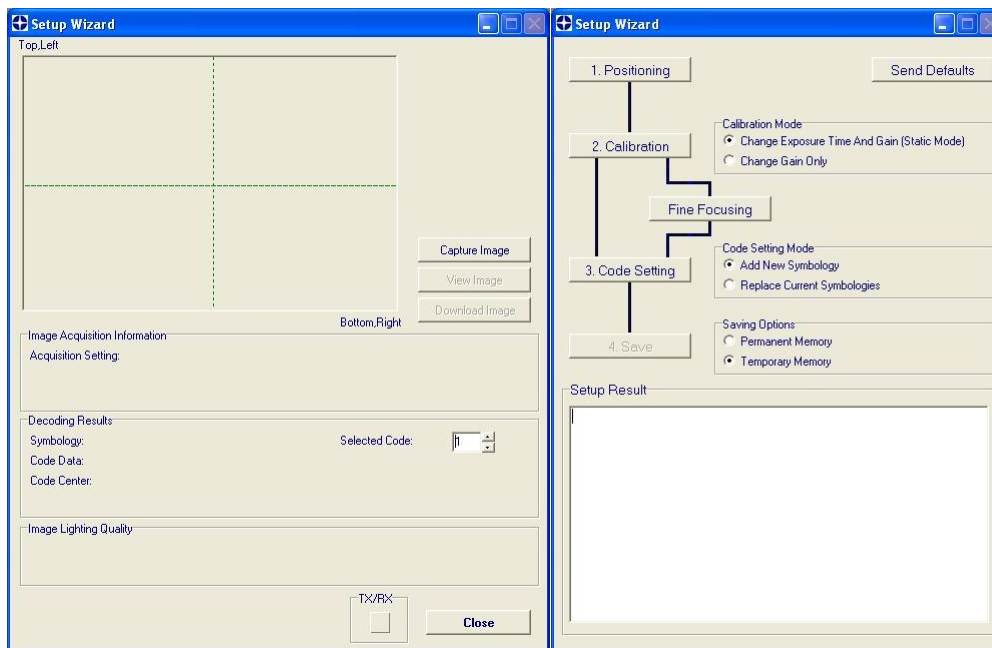 Setup Wizard
Top,Left
Capture Image
View Image
Download Image
Bottom,Right
Image Acquisition Information
Acquisition Setting:
Decoding Results
Symbology:
Selected Code:
1
Code Data:
Code Center:
Image Lighting Quality
TX/RX
Close
Setup Wizard
1. Positioning
Send Defaults
2. Calibration
Calibration Mode
Change Exposure Time And Gain (Static Mode)
Change Gain Only
Fine Focusing
3. Code Setting
Code Setting Mode
Add New Symbology
Replace Current Symbologies
4. Save
Saving Options
Permanent Memory
Temporary Memory
Setup Result